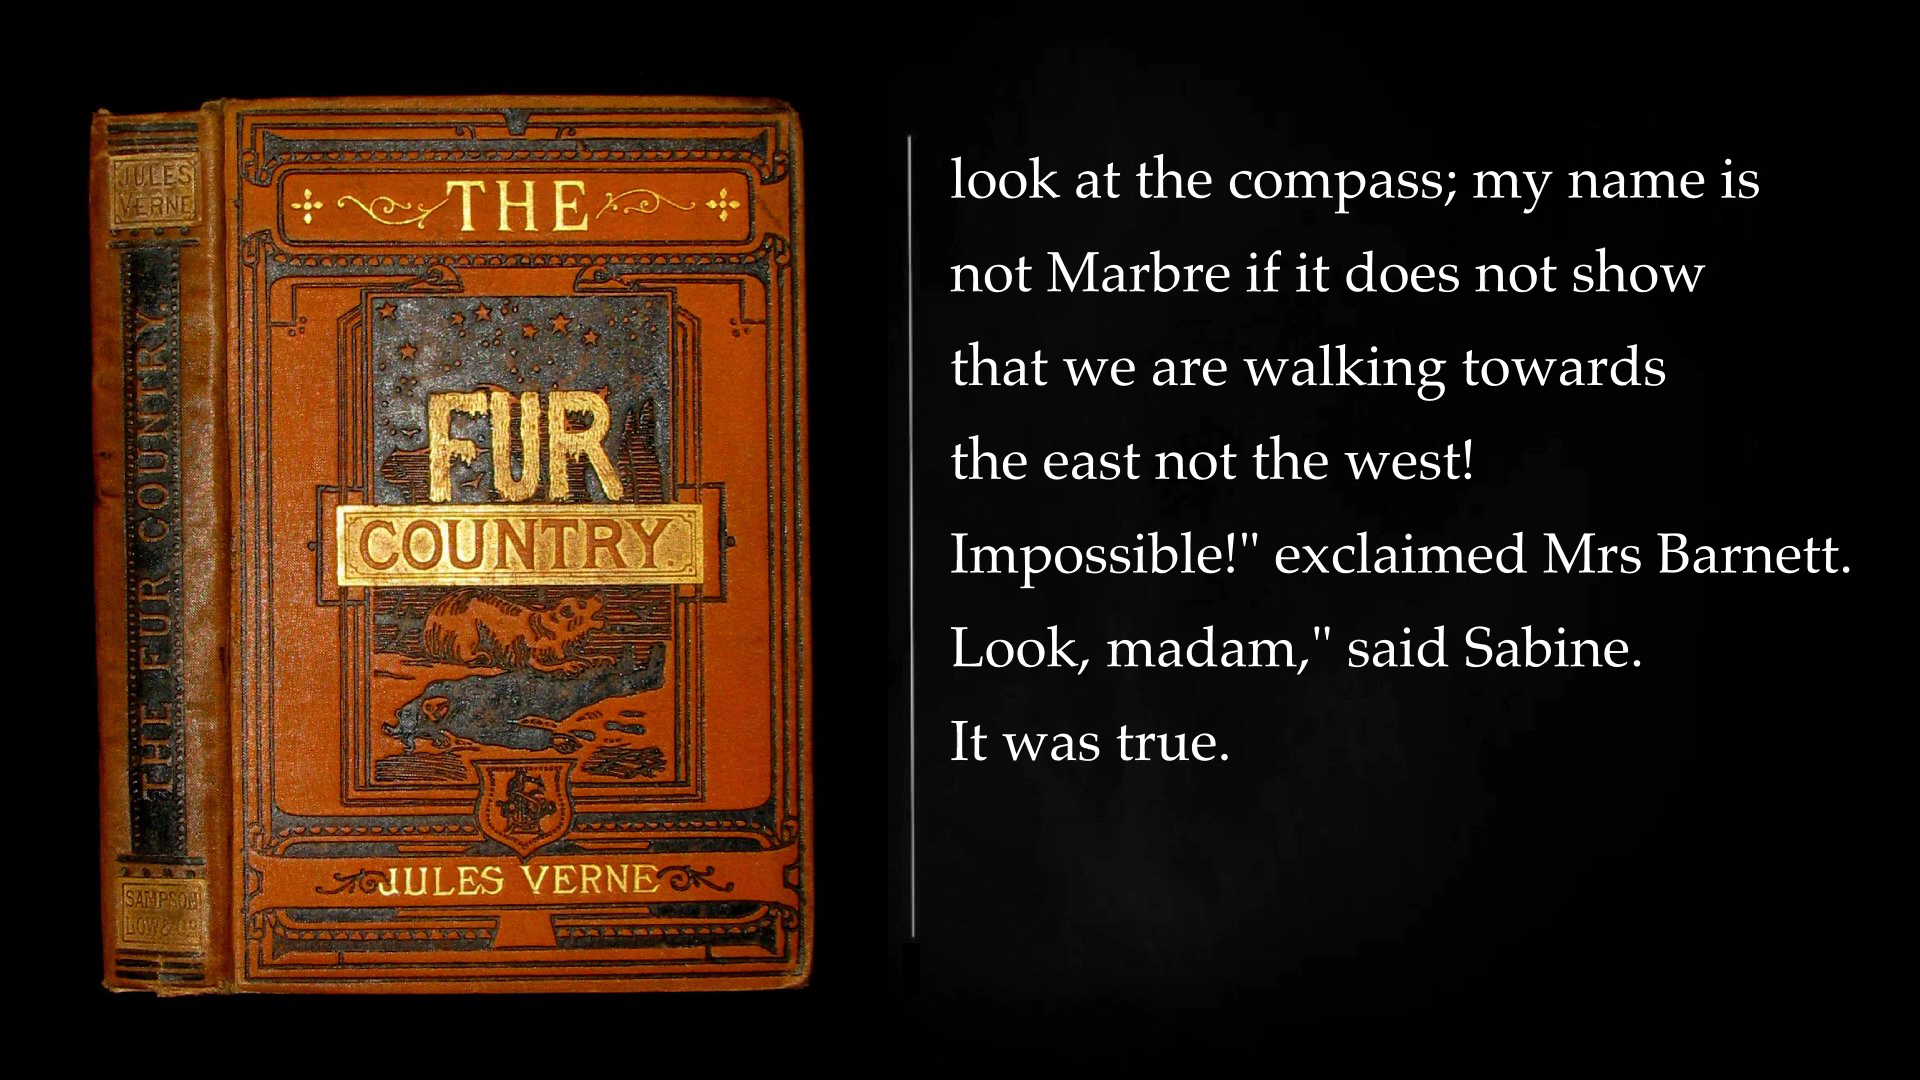 JULES
VERNE
THE FUR COUNTRY.
SAMPSON
LOW & Co
THE
FUR
COUNTRY.
JULES VERNE
look at the compass; my name is
not Marbre if it does not show
that we are walking towards
the east not the west!
Impossible!" exclaimed Mrs Barnett.
Look, madam," said Sabine.
It was true.